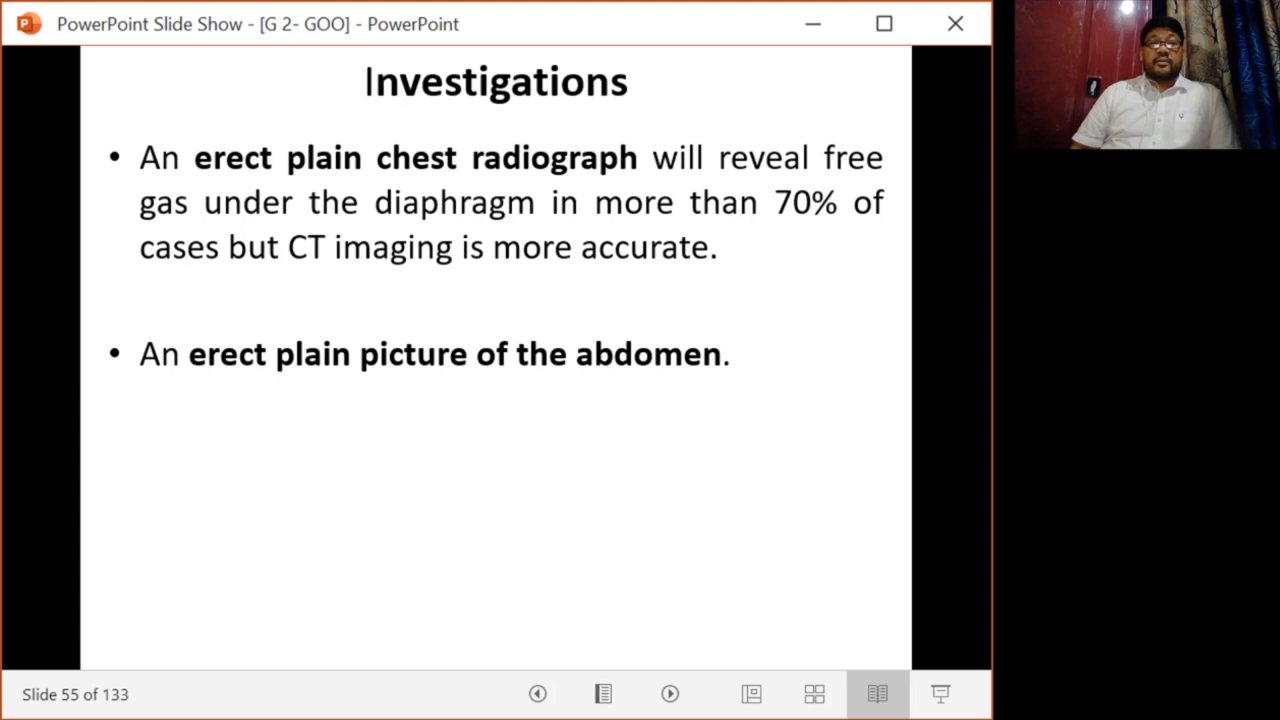 PowerPoint Slide Show - [G 2- GOO] - PowerPoint
Investigations
• An erect plain chest radiograph will reveal free
gas under the diaphragm in more than 70% of
cases but CT imaging is more accurate.
• An erect plain picture of the abdomen.
Slide 55 of 133